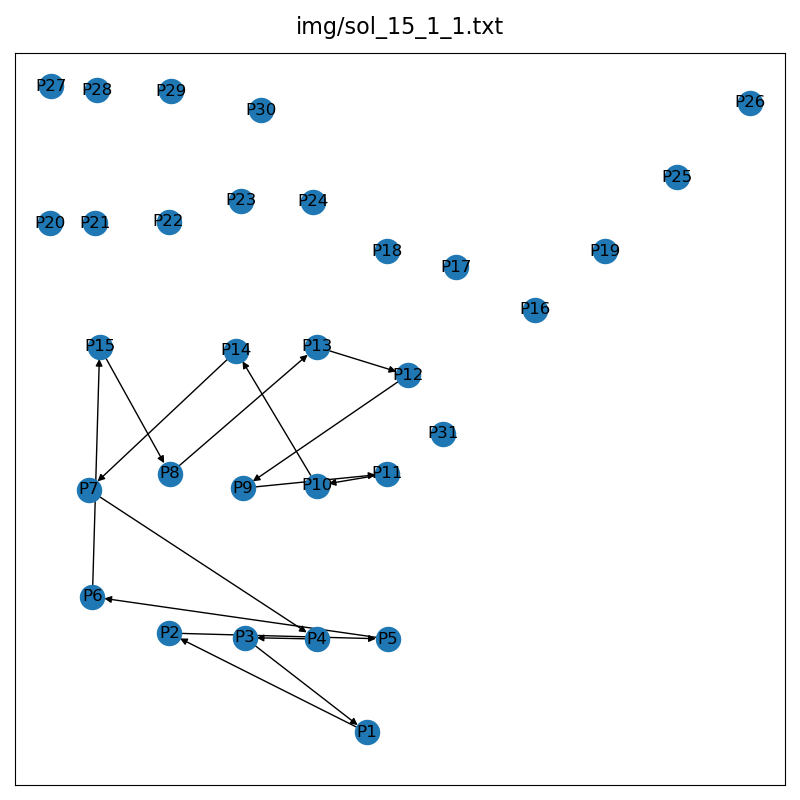 img/sol_15_1_1.txt
P27 P28 P29 P30 P26
P25
P23 P24
P20 P21 P22
P18 P17 P19
P16
P15 P14 P13
P12
P31
P8 P11
P7 P9 P10
P6
P2 P3 P4 P5
P1